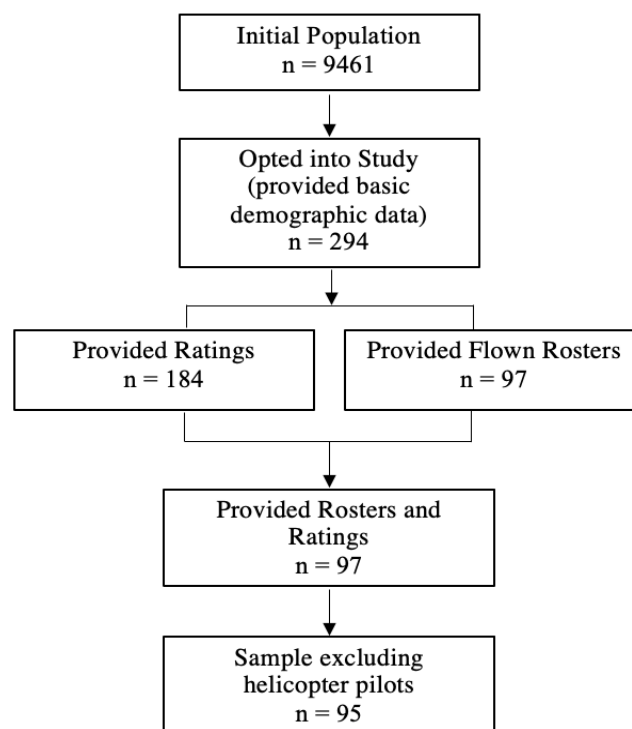 Initial Population
n = 9461
Opted into Study
(provided basic
demographic data)
n = 294
Provided Ratings
n = 184
Provided Flown Rosters
n = 97
Provided Rosters and
Ratings
n = 97
Sample excluding
helicopter pilots
n = 95